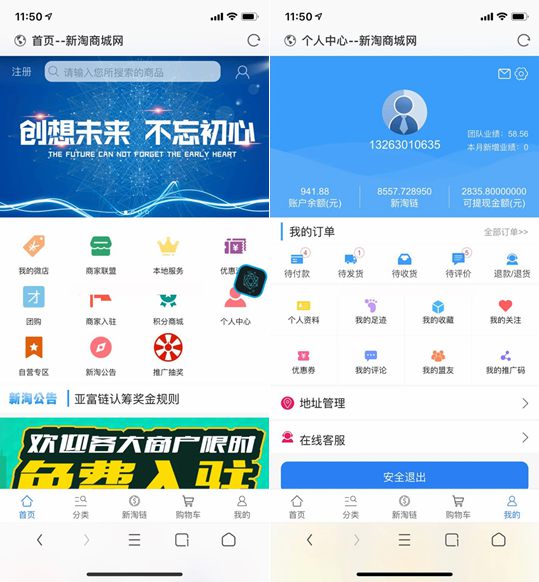 11:50
首页--新淘商城网
注册
请输入您所搜索的商品
创想未来 不忘初心
THE FUTURE CAN NOT FORGET THE EARLY HEART
我的微店
商家联盟
本地服务
团购
商家入驻
积分商城
个人中心
自营专区
新淘公告
推广抽奖
新淘公告
亚富链认筹奖金规则
欢迎各大商户限时
免费入驻
首页
分类
新淘链
购物车
我的
11:50
个人中心--新淘商城网
13263010635
团队业绩：58.56
本月新增业绩：0
941.88
8557.728950
2835.80000000
账户余额(元)
新淘链
可提现金额(元)
我的订单
全部订单>>
4
1
5
待付款
待发货
待收货
待评价
退款/退货
个人资料
我的足迹
我的收藏
我的关注
优惠券
我的评论
我的盟友
我的推广码
地址管理
在线客服
安全退出
首页
分类
新淘链
购物车
我的